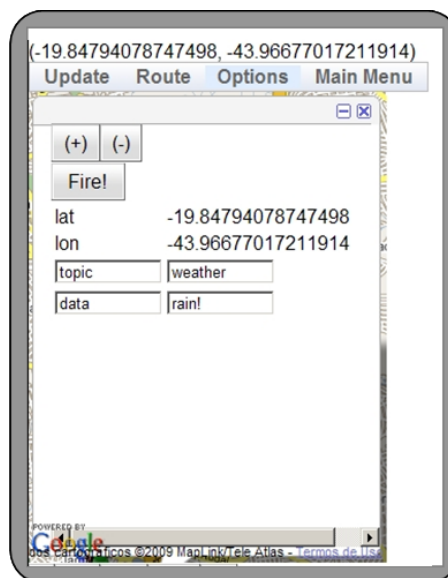 (-19.84794078747498, -43.96677017211914)
Update Route Options Main Menu
(+) (-)
Fire!
lat -19.84794078747498
lon -43.96677017211914
topic weather
data rain!
POWERED BY
Google
dos cartográficos ©2009 MapLink/Tele Atlas - Termos de Uso